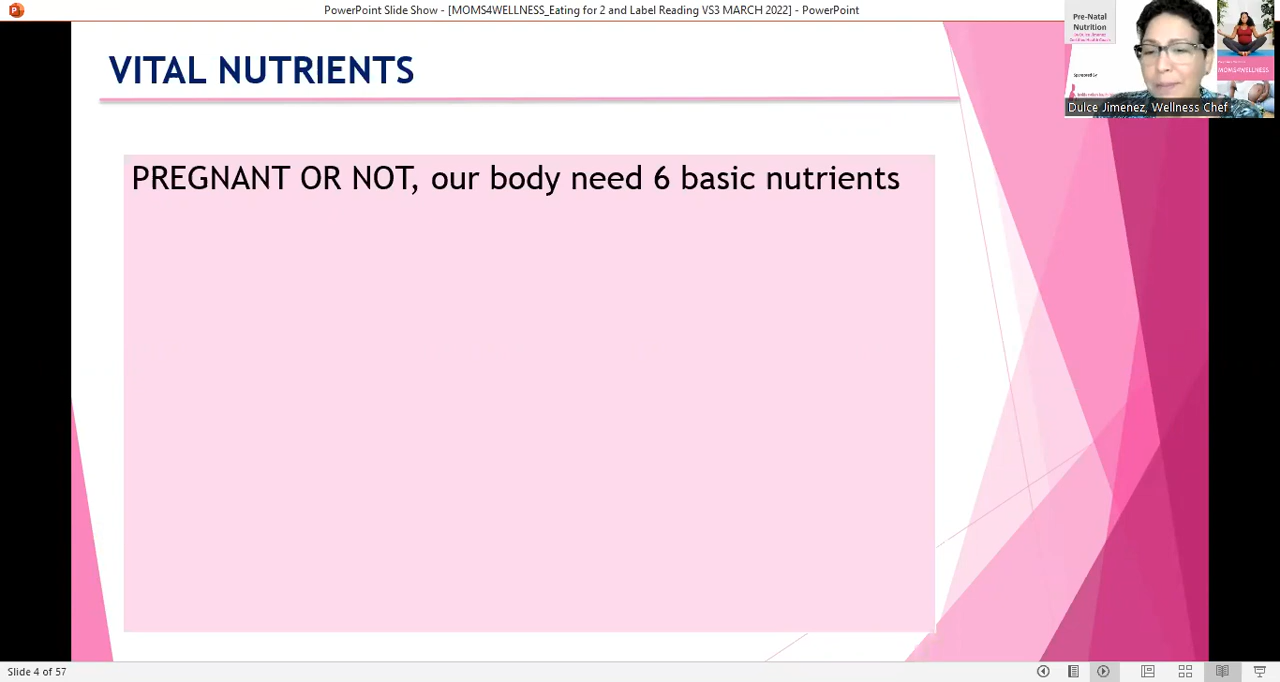 PowerPoint Slide Show - [MOMS4WELLNESS_Eating for 2 and Label Reading VS3 MARCH 2022] - PowerPoint
VITAL NUTRIENTS
Pre-Natal
Nutrition
MOMS4WELLNESS
Dulce Jimenez, Wellness Chef
PREGNANT OR NOT, our body need 6 basic nutrients
Slide 4 of 57